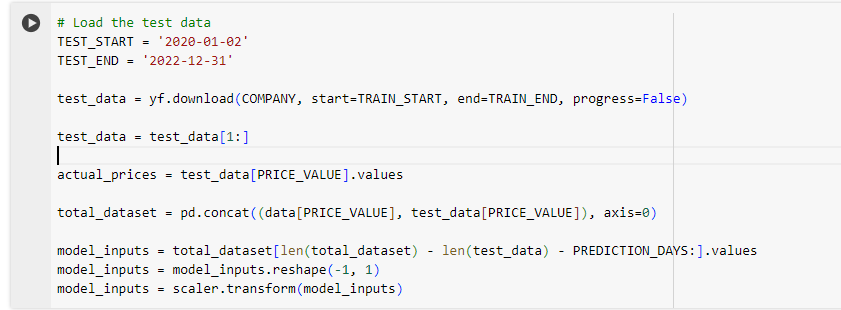 # Load the test data
TEST_START = '2020-01-02'
TEST_END = '2022-12-31'
test_data = yf.download(COMPANY, start=TRAIN_START, end=TRAIN_END, progress=False)
test_data = test_data[1:]
actual_prices = test_data[PRICE_VALUE].values
total_dataset = pd.concat((data[PRICE_VALUE], test_data[PRICE_VALUE]), axis=0)
model_inputs = total_dataset[len(total_dataset) - len(test_data) - PREDICTION_DAYS:].values
model_inputs = model_inputs.reshape(-1, 1)
model_inputs = scaler.transform(model_inputs)